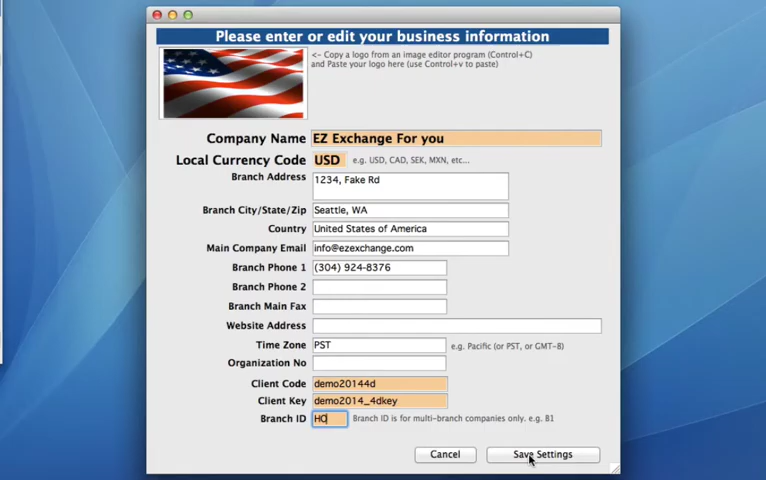 Please enter or edit your business information
<- Copy a logo from an image editor program (Control+C)
and Paste your logo here (use Control+v to paste)
Company Name EZ Exchange For you
Local Currency Code USD e.g. USD, CAD, SEK, MXN, etc...
Branch Address 1234, Fake Rd
Branch City/State/Zip Seattle, WA
Country United States of America
Main Company Email info@ezexchange.com
Branch Phone 1 (304) 924-8376
Branch Phone 2
Branch Main Fax
Website Address
Time Zone PST e.g. Pacific (or PST, or GMT-8)
Organization No
Client Code demo20144d
Client Key demo2014_4dkey
Branch ID HO Branch ID is for multi-branch companies only. e.g. B1
Cancel Save Settings